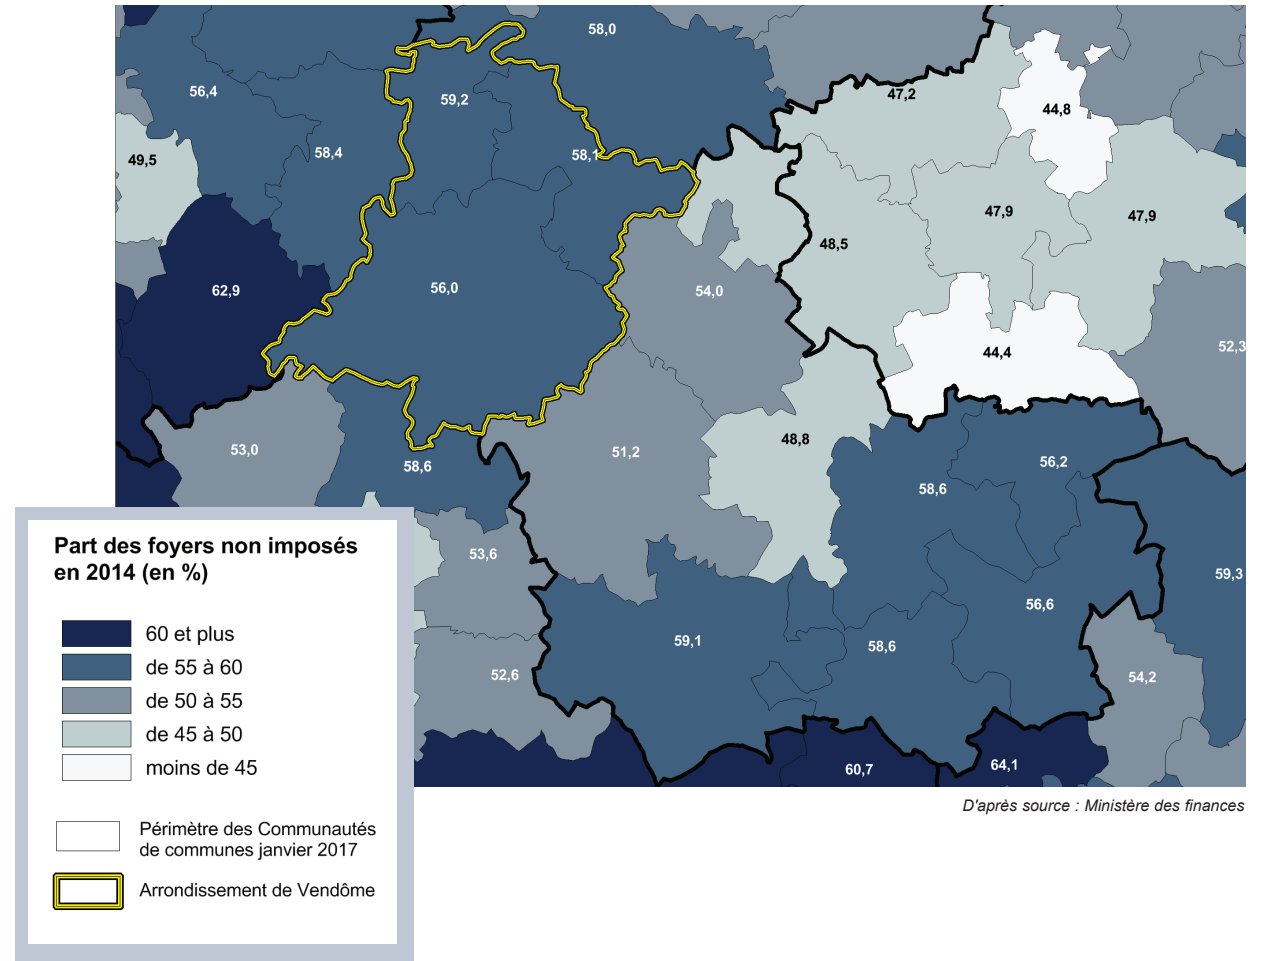 58,0
56,4
59,2
47,2
44,8
58,4
58,1
49,5
47,9
47,9
48,5
62,9
56,0
54,0
52,3
44,4
53,0
51,2
48,8
58,6
56,2
58,6
53,6
59,3
56,6
59,1
58,6
52,6
54,2
60,7
64,1
Part des foyers non imposés
en 2014 (en %)
60 et plus
de 55 à 60
de 50 à 55
de 45 à 50
moins de 45
Périmètre des Communautés
de communes janvier 2017
Arrondissement de Vendôme
D'après source : Ministère des finances